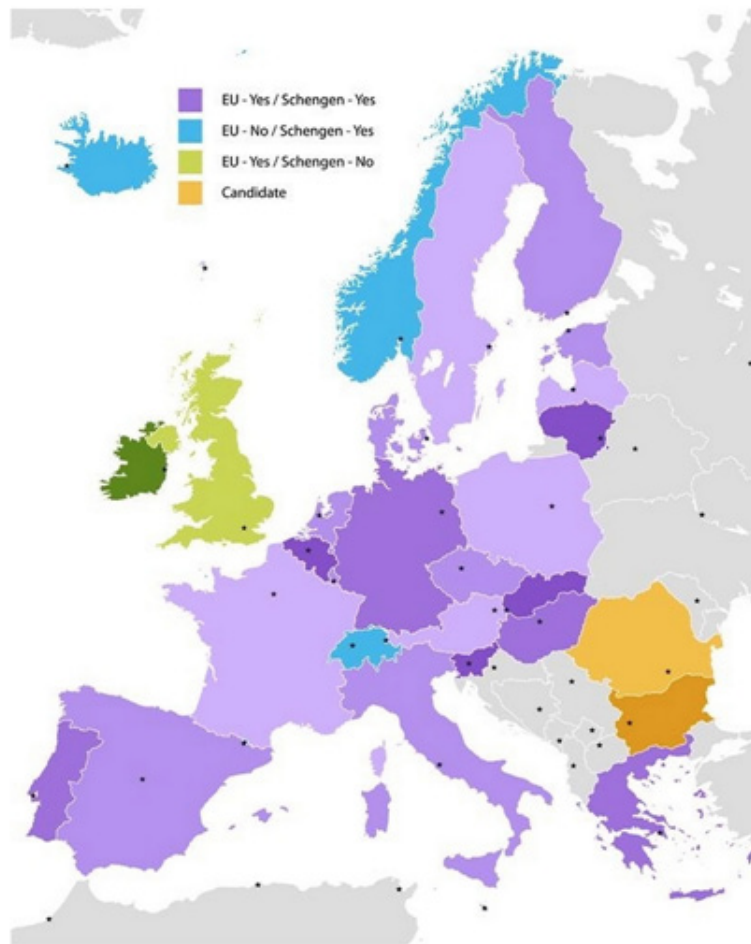 EU - Yes / Schengen - Yes
EU - No / Schengen - Yes
EU - Yes / Schengen - No
Candidate